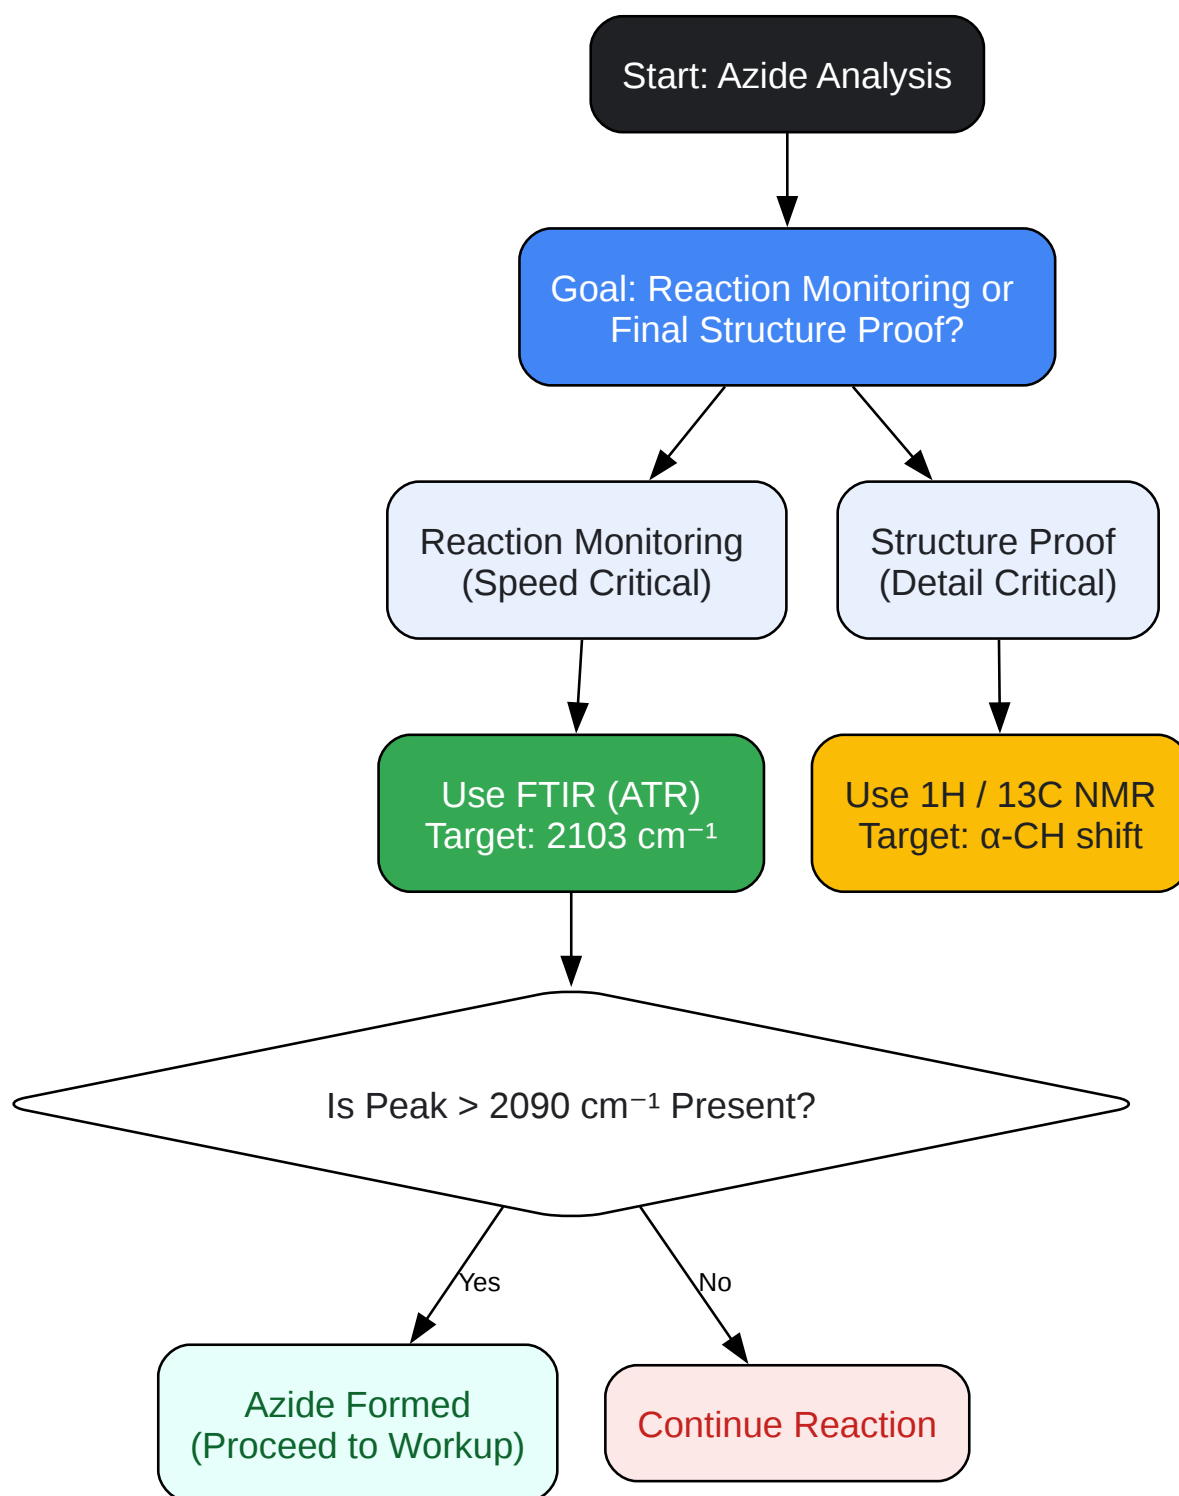 Start: Azide Analysis
Goal: Reaction Monitoring or
Final Structure Proof?
Reaction Monitoring
(Speed Critical)
Structure Proof
(Detail Critical)
Use FTIR (ATR)
Target: 2103 cm⁻¹
Use 1H / 13C NMR
Target: α-CH shift
Is Peak > 2090 cm⁻¹ Present?
Yes
No
Azide Formed
(Proceed to Workup)
Continue Reaction